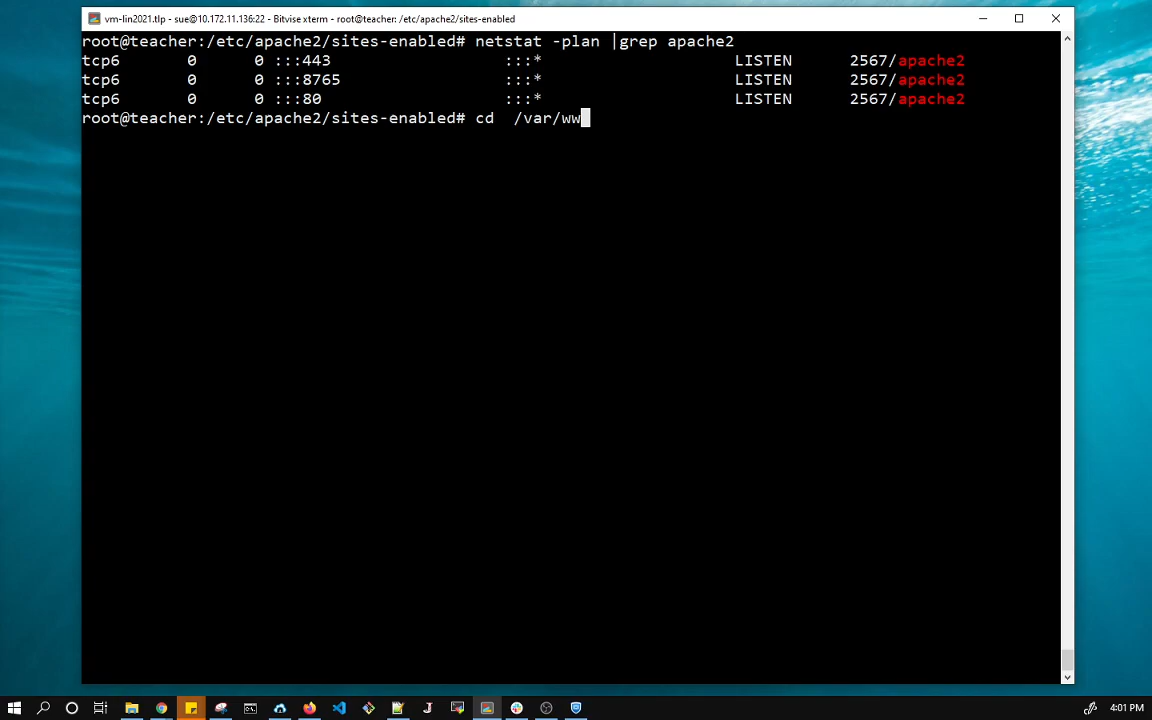 vm-lin2021.tlp - sue@10.172.11.136:22 - Bitvise xterm - root@teacher: /etc/apache2/sites-enabled
root@teacher:/etc/apache2/sites-enabled# netstat -plan |grep apache2
tcp6       0      0 :::443                  :::*                    LISTEN      2567/apache2
tcp6       0      0 :::8765                 :::*                    LISTEN      2567/apache2
tcp6       0      0 :::80                   :::*                    LISTEN      2567/apache2
root@teacher:/etc/apache2/sites-enabled# cd  /var/ww
4:01 PM